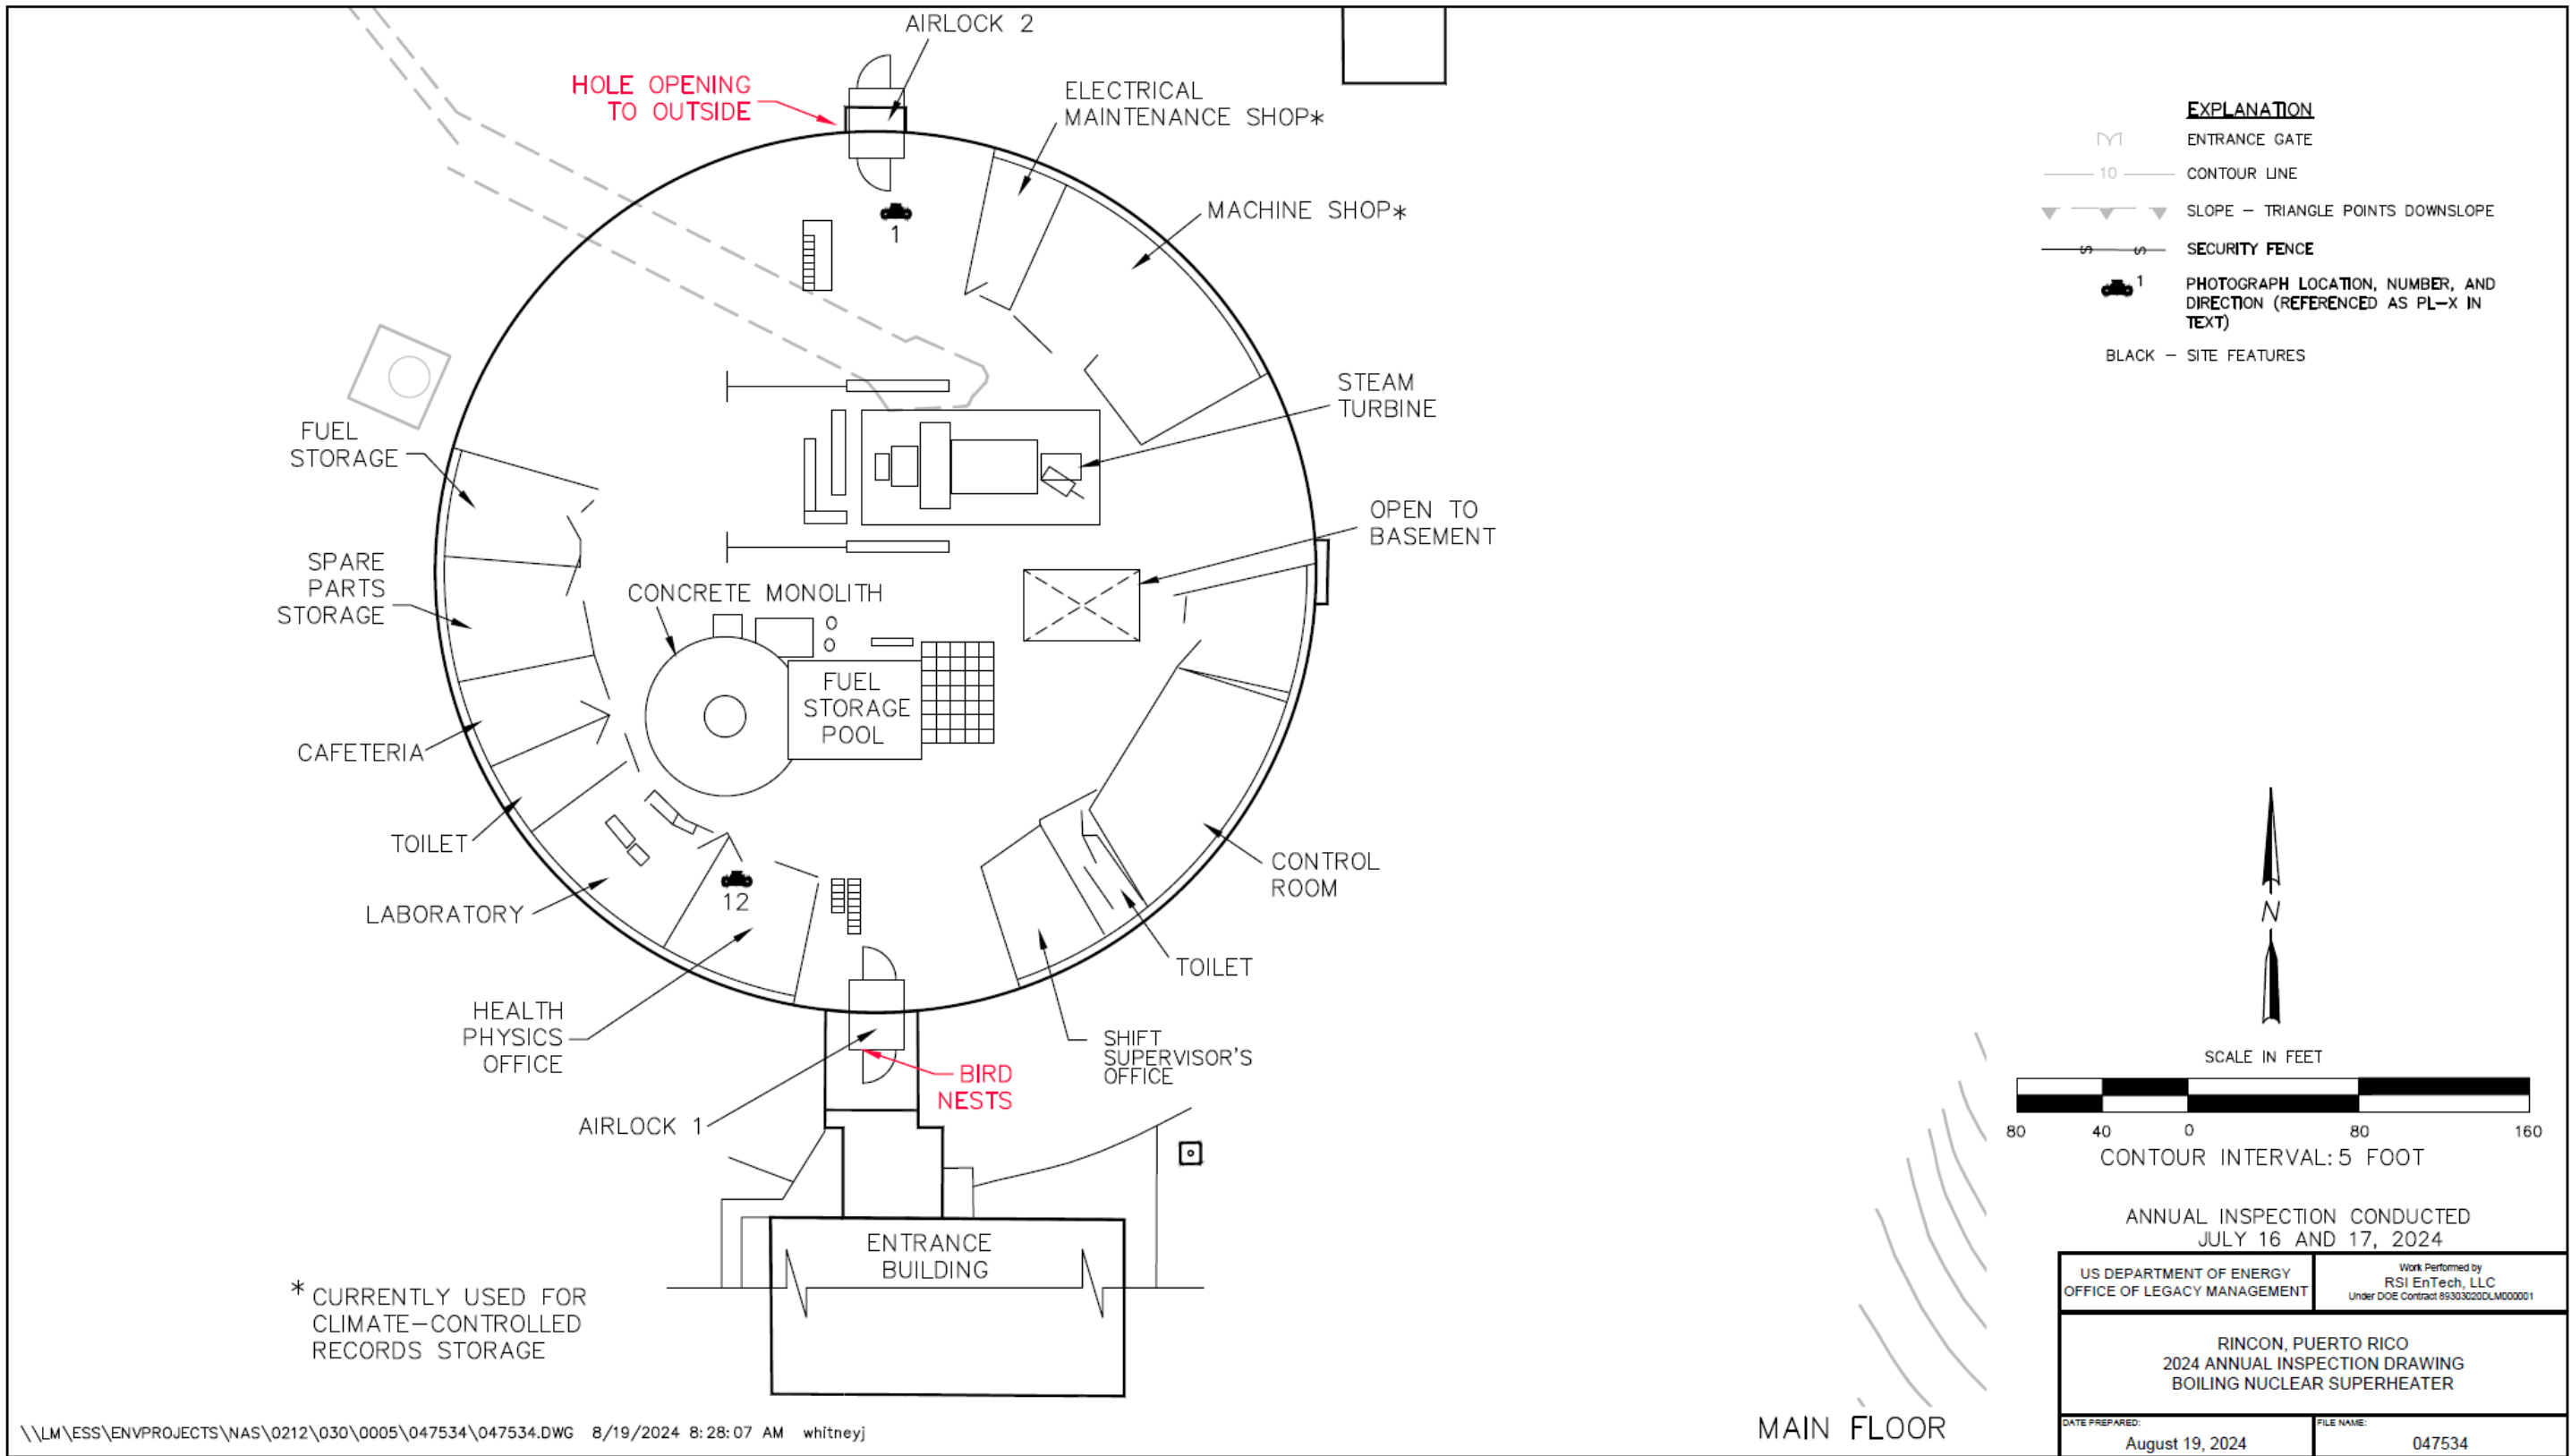 AIRLOCK 2
HOLE OPENING
TO OUTSIDE
ELECTRICAL
MAINTENANCE SHOP*
MACHINE SHOP*
1
STEAM
TURBINE
OPEN TO
BASEMENT
FUEL
STORAGE
SPARE
PARTS
STORAGE
CONCRETE MONOLITH
FUEL
STORAGE
POOL
CAFETERIA
TOILET
LABORATORY
12
CONTROL
ROOM
TOILET
HEALTH
PHYSICS
OFFICE
SHIFT
SUPERVISOR'S
OFFICE
BIRD
NESTS
AIRLOCK 1
ENTRANCE
BUILDING
* CURRENTLY USED FOR
CLIMATE-CONTROLLED
RECORDS STORAGE
EXPLANATION
ENTRANCE GATE
10 CONTOUR LINE
SLOPE - TRIANGLE POINTS DOWNSLOPE
S S SECURITY FENCE
1 PHOTOGRAPH LOCATION, NUMBER, AND
DIRECTION (REFERENCED AS PL-X IN
TEXT)
BLACK - SITE FEATURES
N
SCALE IN FEET
80 40 0 80 160
CONTOUR INTERVAL: 5 FOOT
ANNUAL INSPECTION CONDUCTED
JULY 16 AND 17, 2024
US DEPARTMENT OF ENERGY
OFFICE OF LEGACY MANAGEMENT
Work Performed by
RSI EnTech, LLC
Under DOE Contract 89303020DLM000001
RINCON, PUERTO RICO
2024 ANNUAL INSPECTION DRAWING
BOILING NUCLEAR SUPERHEATER
DATE PREPARED:
August 19, 2024
FILE NAME:
047534
MAIN FLOOR
\\LM\ESS\ENVPROJECTS\NAS\0212\030\0005\047534\047534.DWG 8/19/2024 8:28:07 AM whitneyj